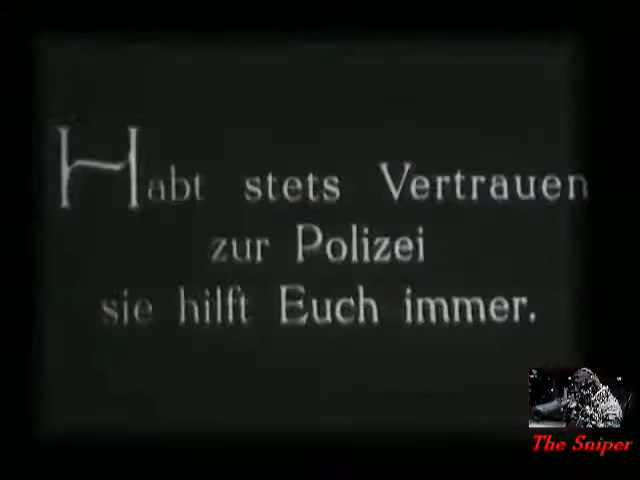 Habt stets Vertrauen
zur Polizei
sie hilft Euch immer.
The Sniper